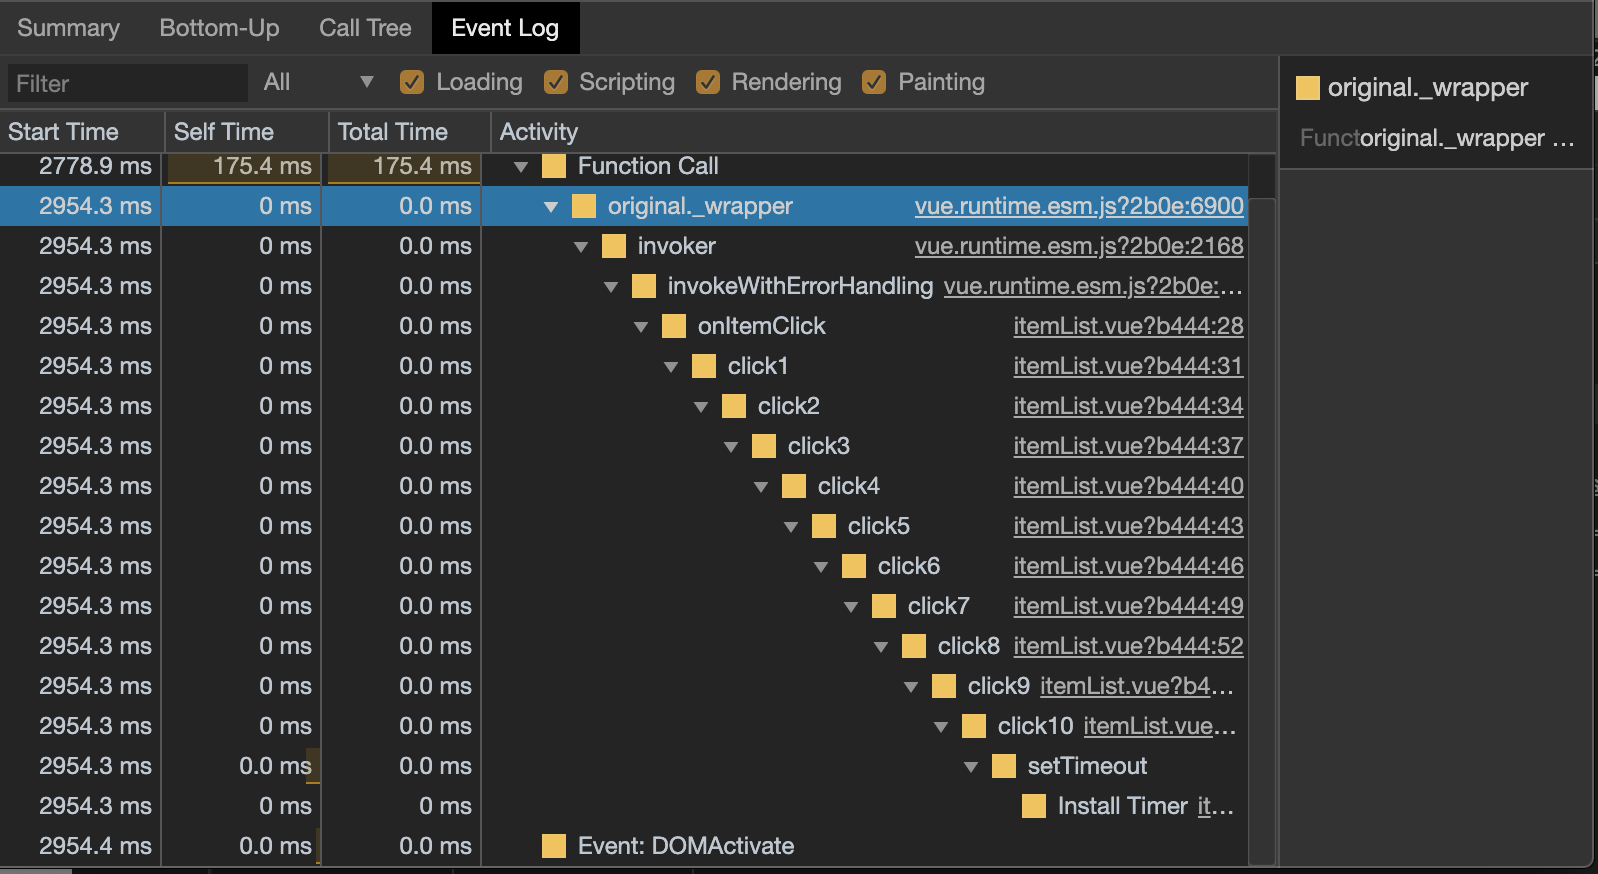 Summary Bottom-Up Call Tree Event Log
Filter All Loading Scripting Rendering Painting
original._wrapper
Functoriginal._wrapper ...
Start Time Self Time Total Time Activity
2778.9 ms 175.4 ms 175.4 ms Function Call
2954.3 ms 0 ms 0.0 ms original._wrapper vue.runtime.esm.js?2b0e:6900
2954.3 ms 0 ms 0.0 ms invoker vue.runtime.esm.js?2b0e:2168
2954.3 ms 0 ms 0.0 ms invokeWithErrorHandling vue.runtime.esm.js?2b0e:...
2954.3 ms 0 ms 0.0 ms onItemClick itemList.vue?b444:28
2954.3 ms 0 ms 0.0 ms click1 itemList.vue?b444:31
2954.3 ms 0 ms 0.0 ms click2 itemList.vue?b444:34
2954.3 ms 0 ms 0.0 ms click3 itemList.vue?b444:37
2954.3 ms 0 ms 0.0 ms click4 itemList.vue?b444:40
2954.3 ms 0 ms 0.0 ms click5 itemList.vue?b444:43
2954.3 ms 0 ms 0.0 ms click6 itemList.vue?b444:46
2954.3 ms 0 ms 0.0 ms click7 itemList.vue?b444:49
2954.3 ms 0 ms 0.0 ms click8 itemList.vue?b444:52
2954.3 ms 0 ms 0.0 ms click9 itemList.vue?b4...
2954.3 ms 0 ms 0.0 ms click10 itemList.vue...
2954.3 ms 0.0 ms 0.0 ms setTimeout
2954.3 ms 0 ms 0 ms Install Timer it...
2954.4 ms 0.0 ms 0.0 ms Event: DOMActivate